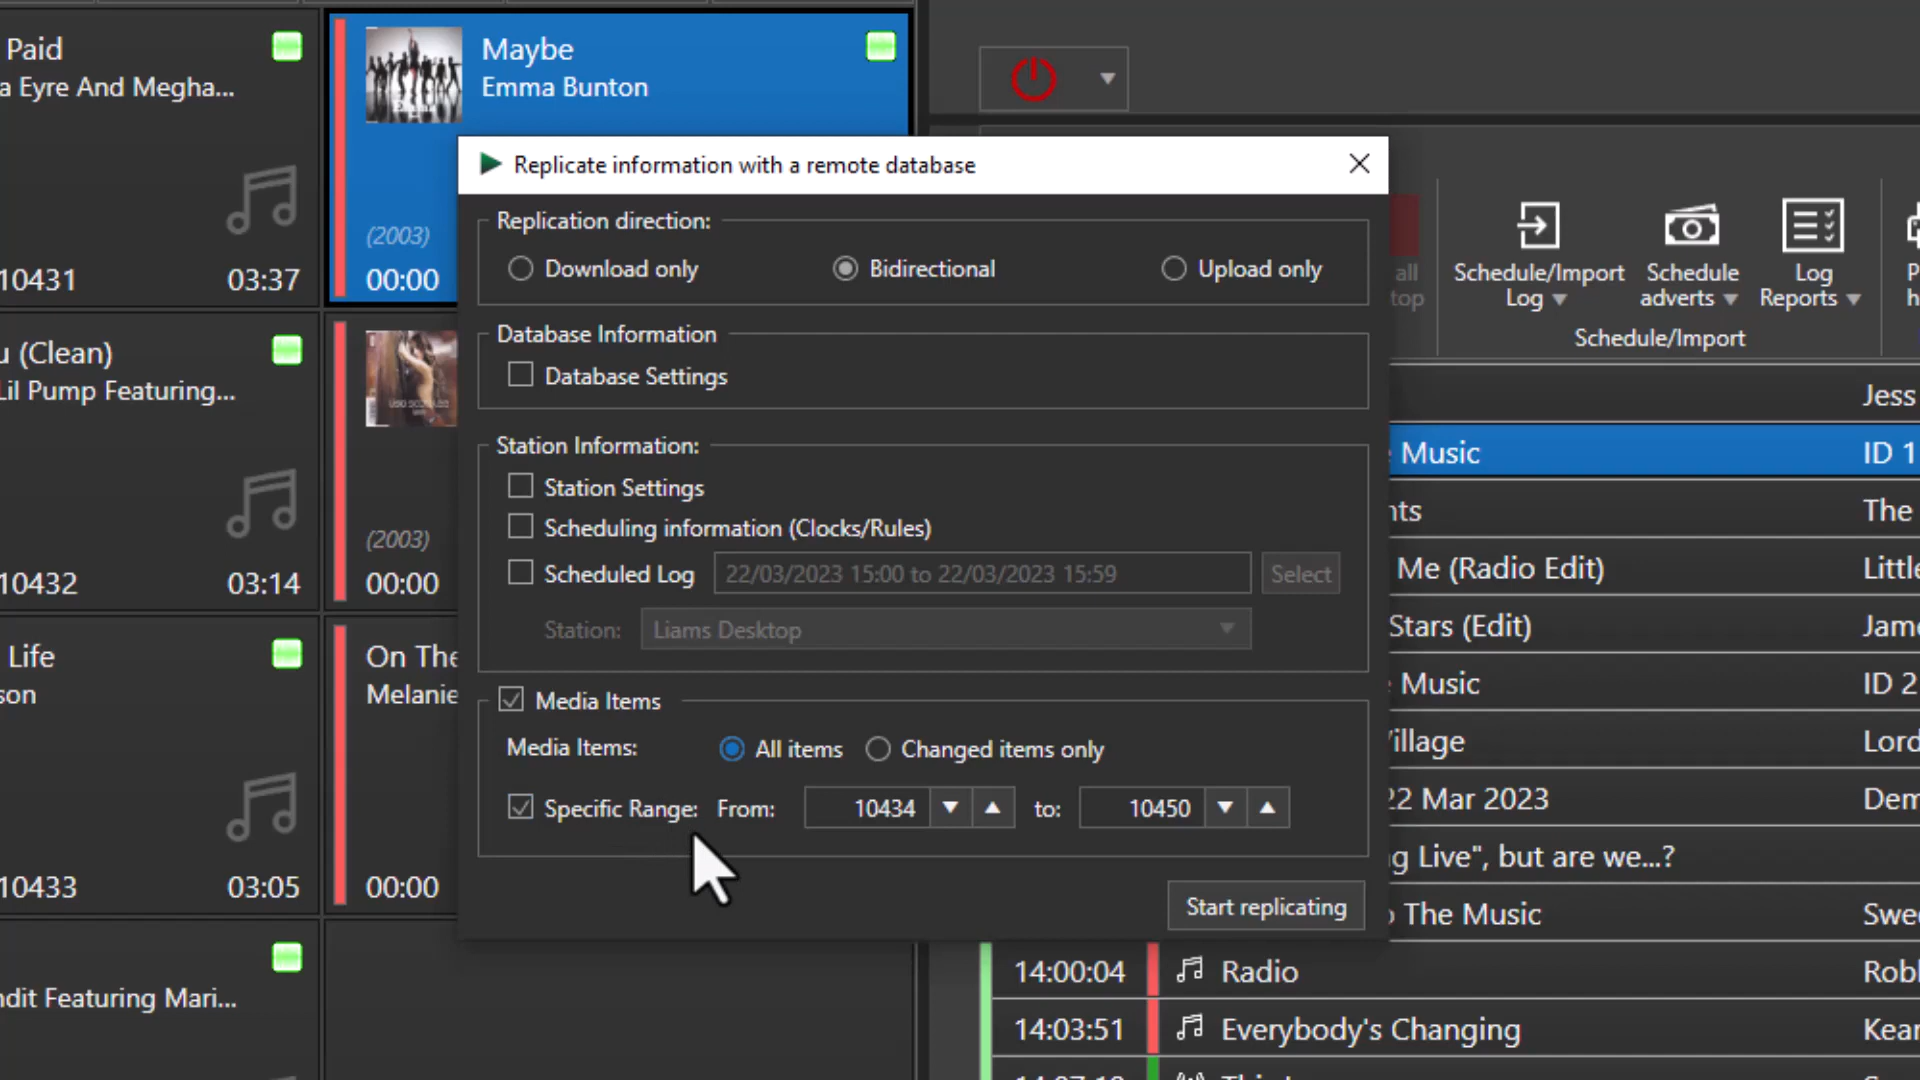 Paid
a Eyre And Megha...
10431
03:37
Maybe
Emma Bunton
(2003)
00:00
u (Clean)
Lil Pump Featuring...
10432
03:14
(2003)
00:00
Life
son
10433
03:05
On The
Melanie
00:00
ndit Featuring Mari...
Replicate information with a remote database
Replication direction:
Download only
Bidirectional
Upload only
Database Information
Database Settings
Station Information:
Station Settings
Scheduling information (Clocks/Rules)
Scheduled Log
22/03/2023 15:00 to 22/03/2023 15:59
Select
Station:
Liams Desktop
Media Items
Media Items:
All items
Changed items only
Specific Range:
From:
10434
to:
10450
Start replicating
all
top
Schedule/Import
Log
Schedule
adverts
Log
Reports
Schedule/Import
Jess
Music
ID 1
nts
The
Me (Radio Edit)
Little
Stars (Edit)
Jame
Music
ID 2
Village
Lord
22 Mar 2023
Dem
g Live", but are we...?
o The Music
Swee
14:00:04
Radio
Robl
14:03:51
Everybody's Changing
Kean